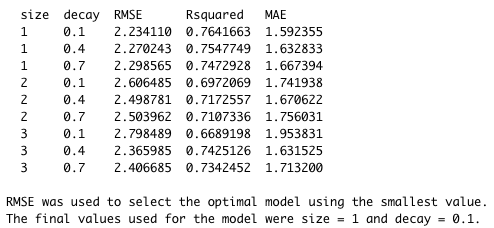 size  decay  RMSE      Rsquared   MAE
1     0.1    2.234110  0.7641663  1.592355
1     0.4    2.270243  0.7547749  1.632833
1     0.7    2.298565  0.7472928  1.667394
2     0.1    2.606485  0.6972069  1.741938
2     0.4    2.498781  0.7172557  1.670622
2     0.7    2.503962  0.7107336  1.756031
3     0.1    2.798489  0.6689198  1.953831
3     0.4    2.365985  0.7425126  1.631525
3     0.7    2.406685  0.7342452  1.713200
RMSE was used to select the optimal model using the smallest value.
The final values used for the model were size = 1 and decay = 0.1.